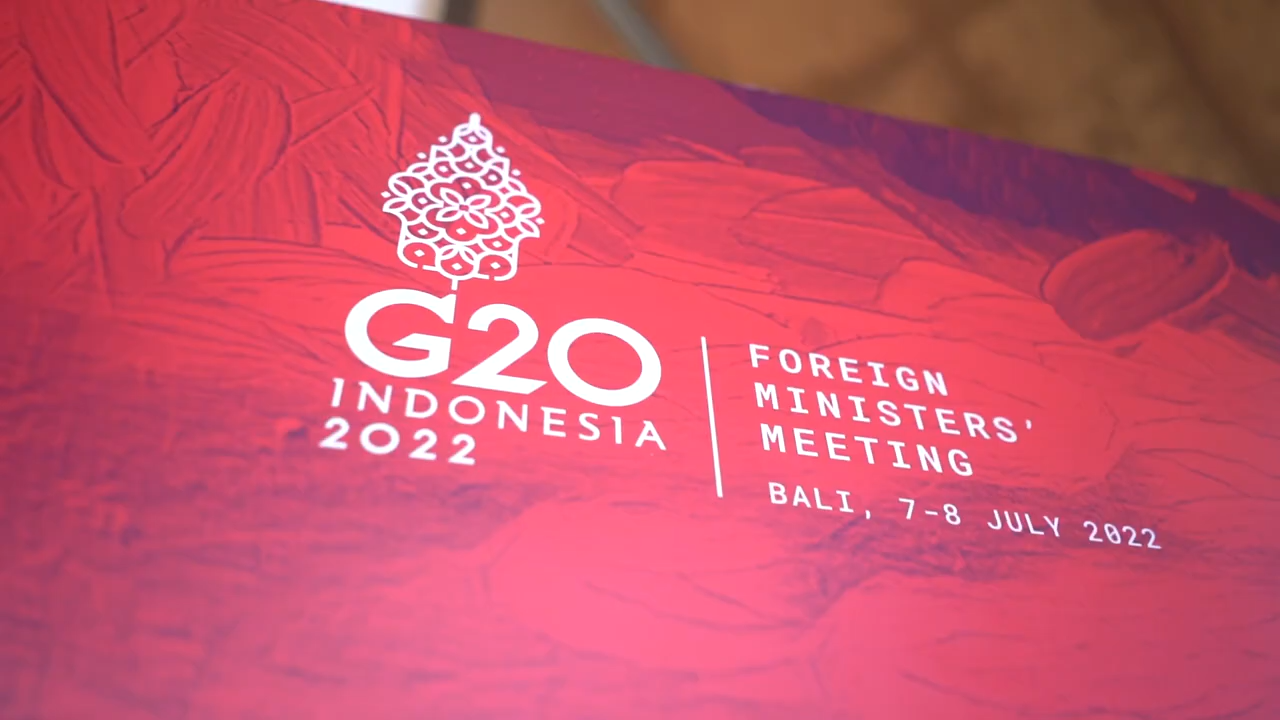 G20
INDONESIA
2022
FOREIGN
MINISTERS'
MEETING
BALI, 7-8 JULY 2022